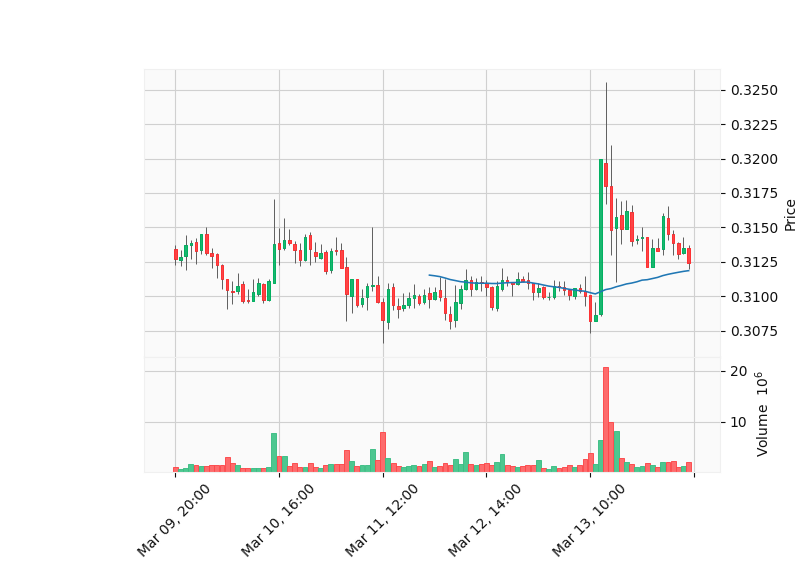 0.3250
0.3225
0.3200
0.3175
0.3150
0.3125
0.3100
0.3075
Price
20
10
Volume 10⁶
Mar 09, 20:00
Mar 10, 16:00
Mar 11, 12:00
Mar 12, 14:00
Mar 13, 10:00